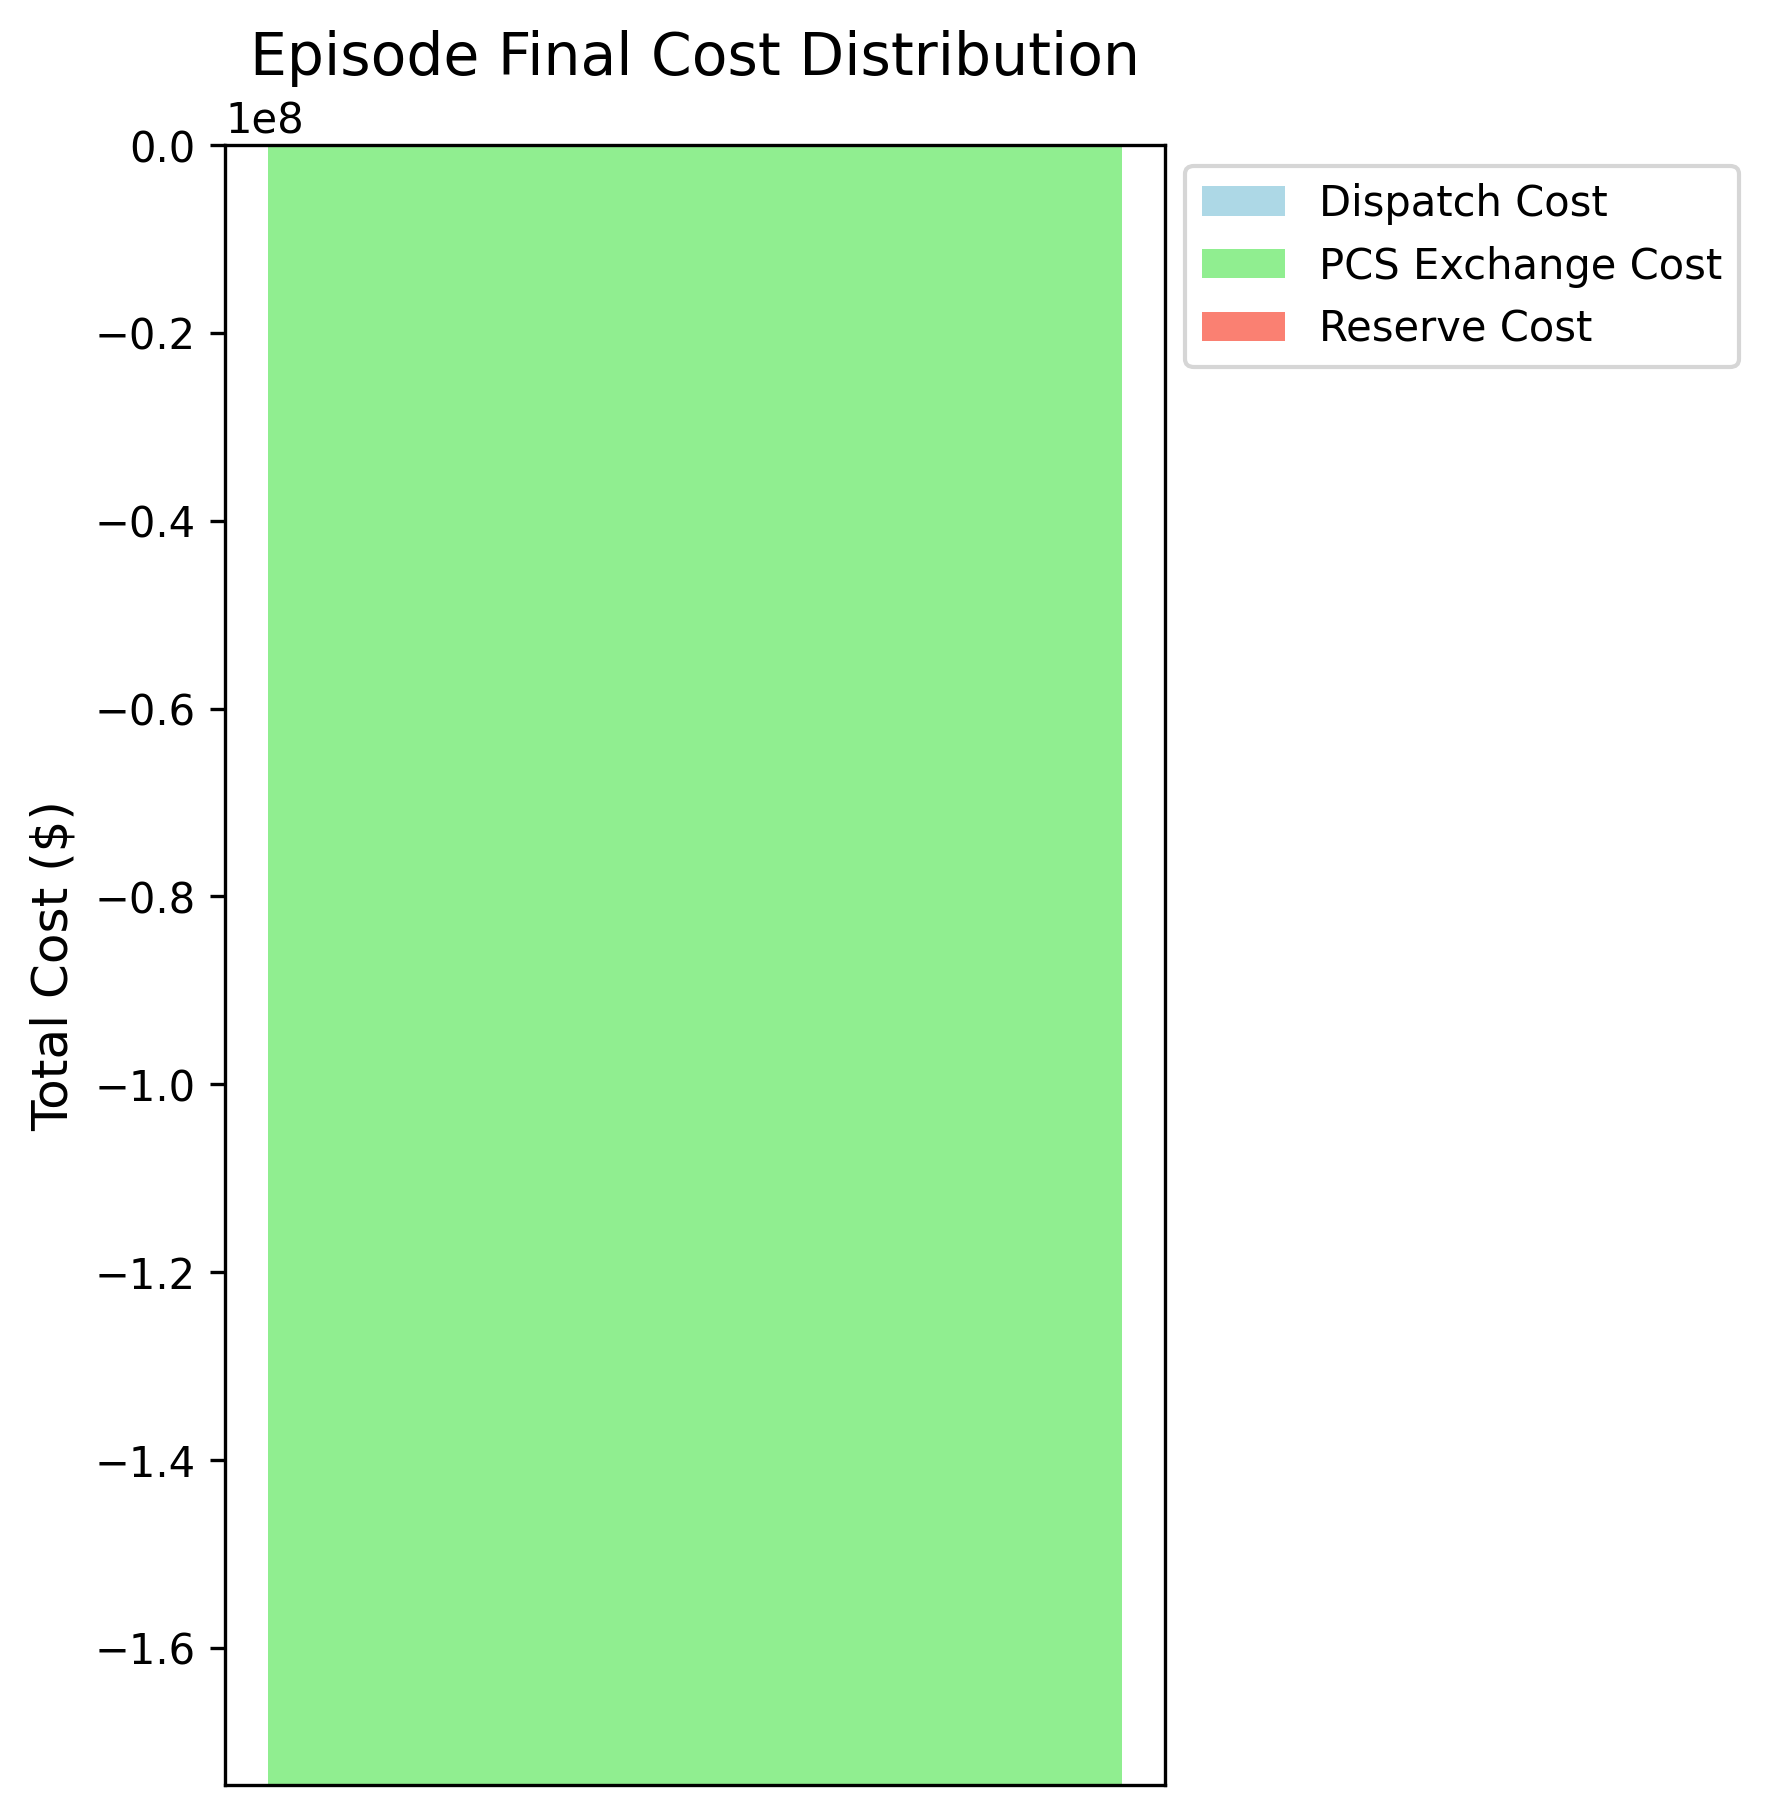 Episode Final Cost Distribution
1e8
0.0
−0.2
−0.4
−0.6
−0.8
−1.0
−1.2
−1.4
−1.6
Total Cost ($)
Dispatch Cost
PCS Exchange Cost
Reserve Cost